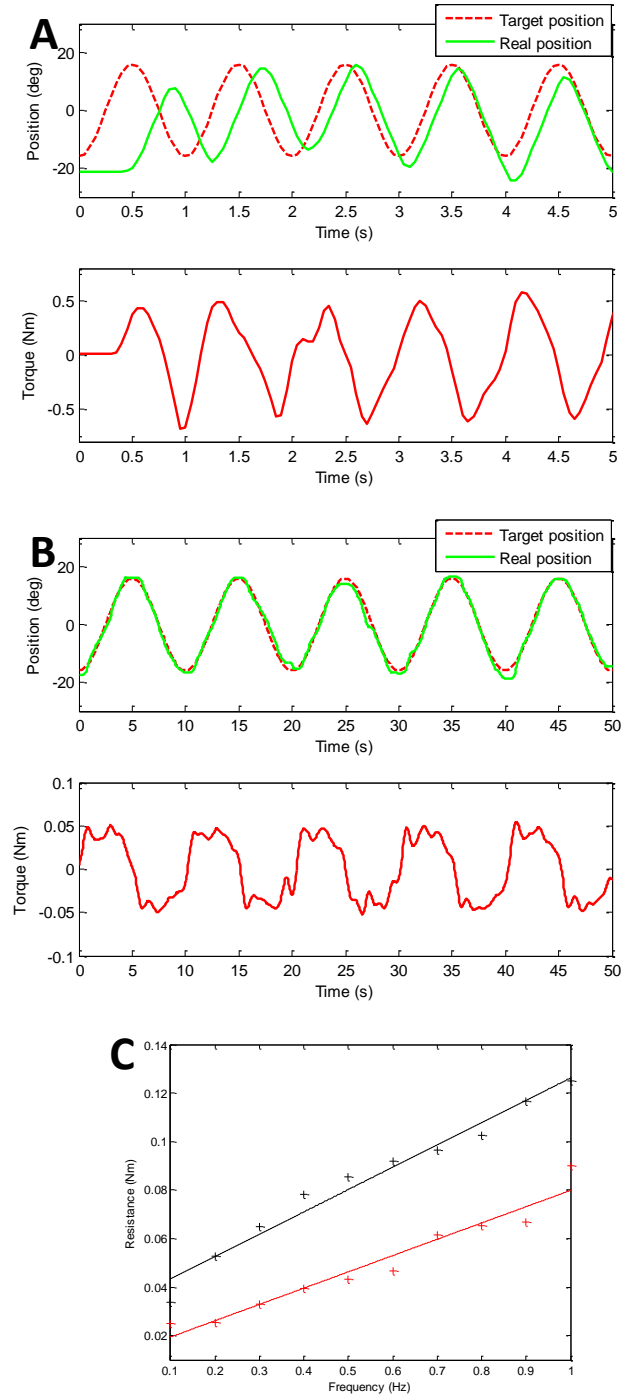 A
Target position
Real position
20
0
-20
Position (deg)
0 0.5 1 1.5 2 2.5 3 3.5 4 4.5 5
Time (s)
0.5
0
-0.5
Torque (Nm)
0 0.5 1 1.5 2 2.5 3 3.5 4 4.5 5
Time (s)
B
Target position
Real position
20
0
-20
Position (deg)
0 5 10 15 20 25 30 35 40 45 50
Time (s)
0.1
0.05
0
-0.05
-0.1
Torque (Nm)
0 5 10 15 20 25 30 35 40 45 50
Time (s)
C
0.14
0.12
0.1
0.08
0.06
0.04
0.02
Resistance (Nm)
0.1 0.2 0.3 0.4 0.5 0.6 0.7 0.8 0.9 1
Frequency (Hz)